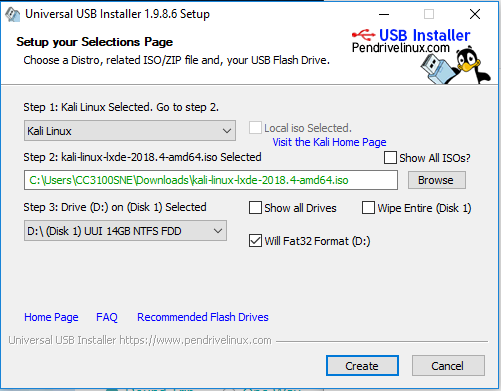 Universal USB Installer 1.9.8.6 Setup
Setup your Selections Page
Choose a Distro, related ISO/ZIP file and, your USB Flash Drive.
USB Installer
Pendrivelinux.com
Step 1: Kali Linux Selected. Go to step 2.
Kali Linux
Local iso Selected.
Visit the Kali Home Page
Step 2: kali-linux-lxde-2018.4-amd64.iso Selected
Show All ISOs?
C:\Users\CC3100SNE\Downloads\kali-linux-lxde-2018.4-amd64.iso
Browse
Step 3: Drive (D:) on (Disk 1) Selected
Show all Drives
Wipe Entire (Disk 1)
D:\ (Disk 1) UUI 14GB NTFS FDD
Will Fat32 Format (D:)
Home Page
FAQ
Recommended Flash Drives
Universal USB Installer https://www.pendrivelinux.com
Create
Cancel